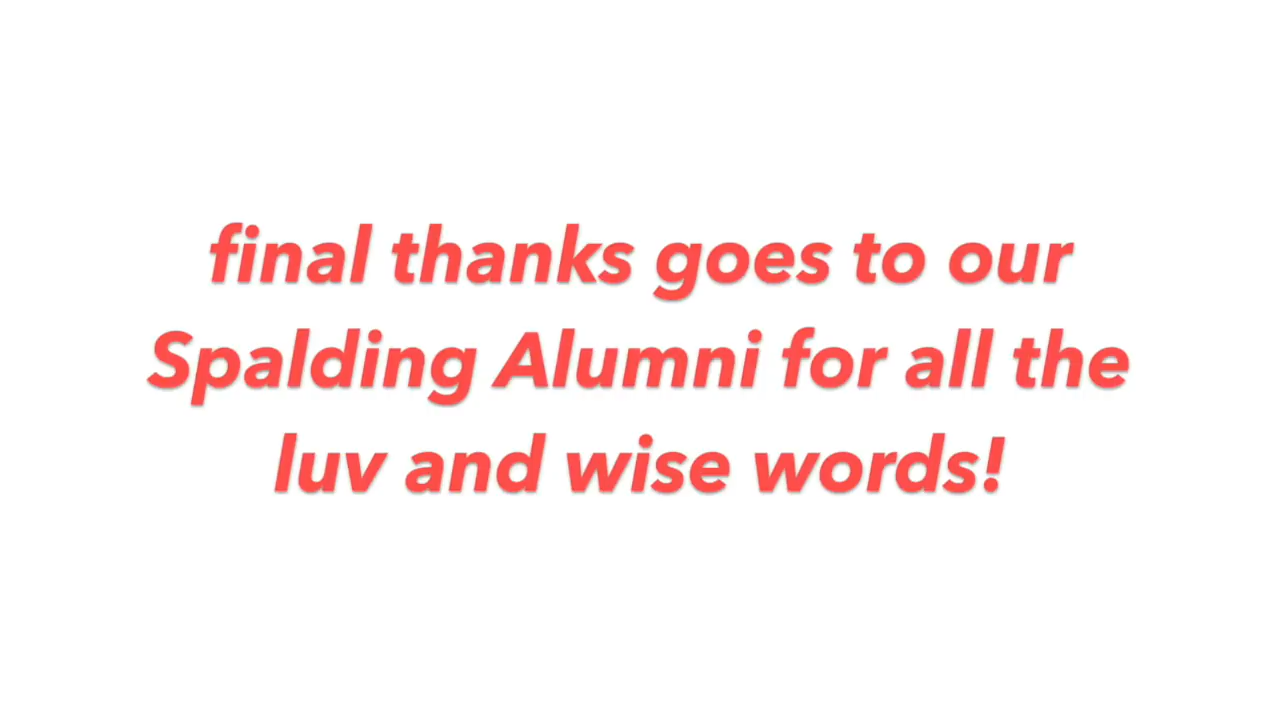 final thanks goes to our
Spalding Alumni for all the
luv and wise words!